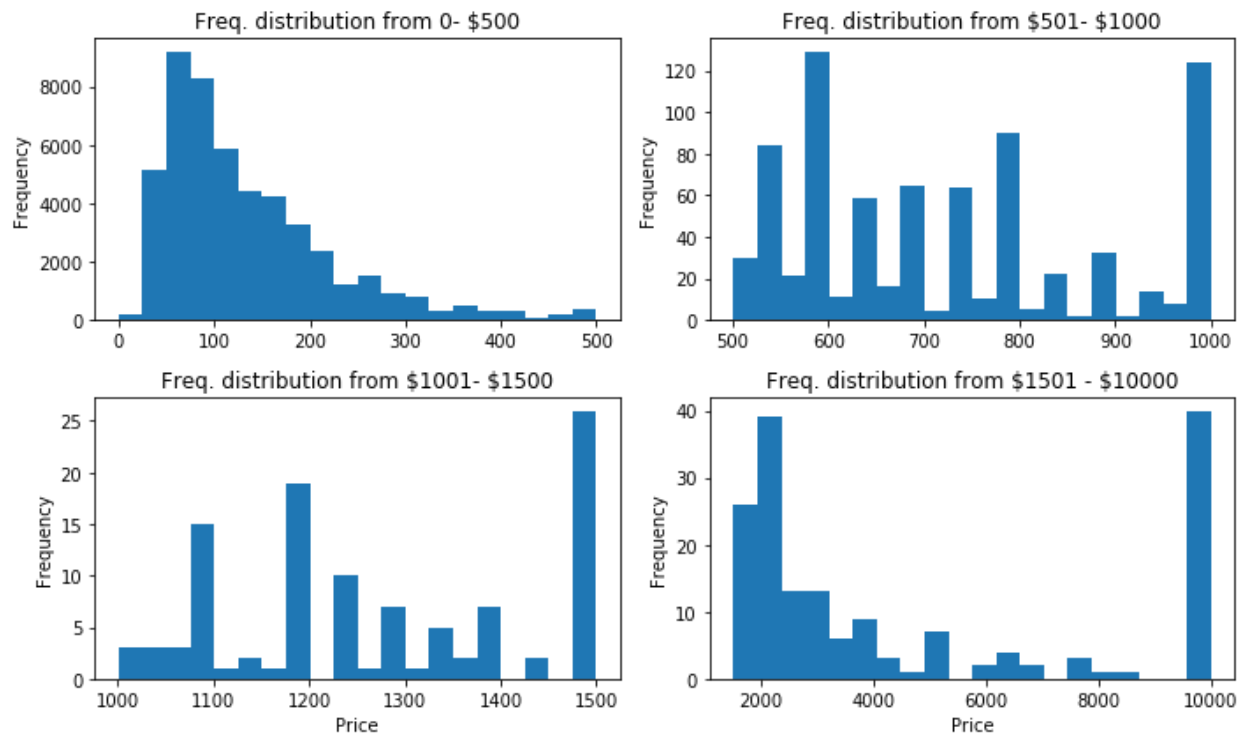 Freq. distribution from 0- $500
Frequency
8000
6000
4000
2000
0
0 100 200 300 400 500
Freq. distribution from $501- $1000
Frequency
120
100
80
60
40
20
0
500 600 700 800 900 1000
Freq. distribution from $1001- $1500
Frequency
25
20
15
10
5
0
1000 1100 1200 1300 1400 1500
Price
Freq. distribution from $1501 - $10000
Frequency
40
30
20
10
0
2000 4000 6000 8000 10000
Price